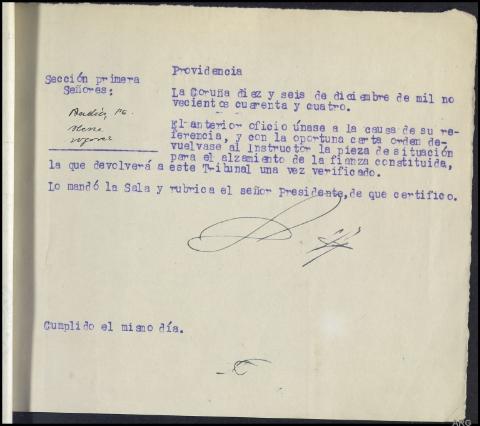 Providencia
Sección primera
Señores:
La Coruña diez y seis de diciembre de mil no
vecientos cuarenta y cuatro.
El anterior oficio únase a la causa de su re-
ferencia, y con la oportuna carta orden de-
vuelvase al Instructor la pieza de situación
para el alzamiento de la fianza constituida,
la que devolverá a este Tribunal una vez verificado.
Lo mandó la Sala y rubrica el señor Presidente,de que certifico.
Cumplido el mismo día.
ARG